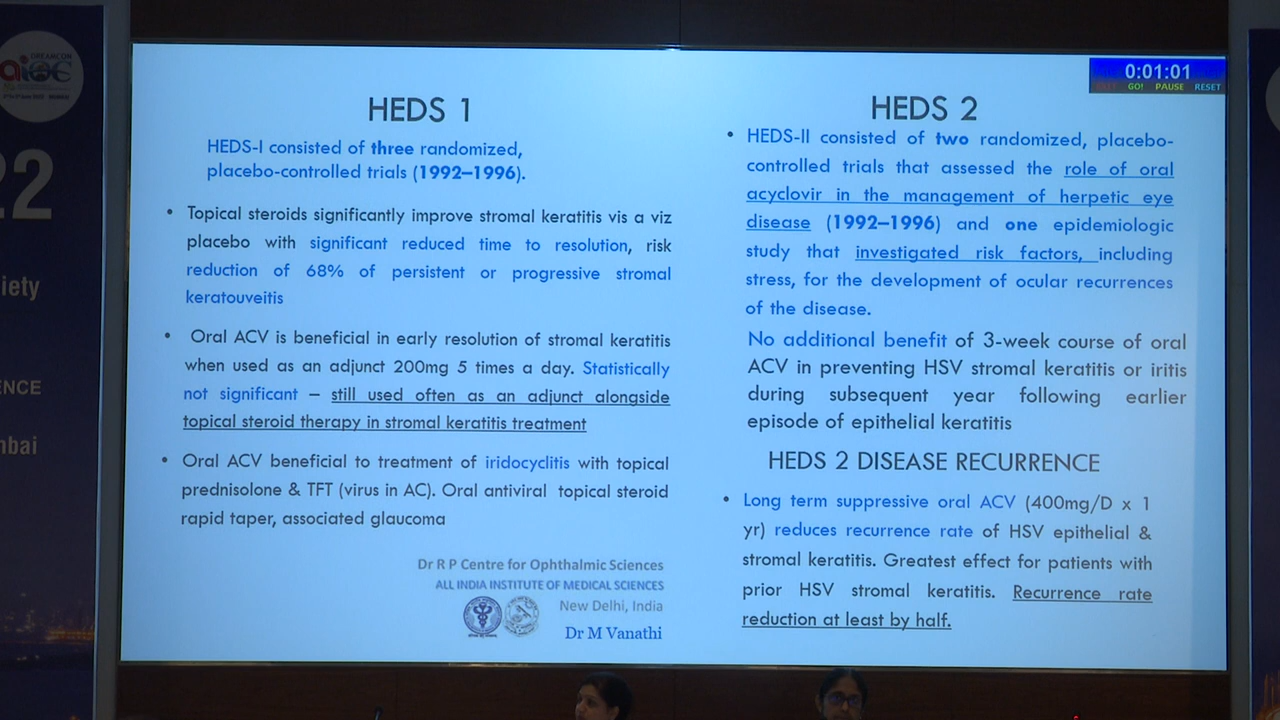 DREAMCON
aioc
22
iety
ENCE
nbai
0:01:01
EXIT GO! PAUSE RESET
HEDS 1
HEDS-I consisted of three randomized,
placebo-controlled trials (1992–1996).
• Topical steroids significantly improve stromal keratitis vis a viz
placebo with significant reduced time to resolution, risk
reduction of 68% of persistent or progressive stromal
keratouveitis
• Oral ACV is beneficial in early resolution of stromal keratitis
when used as an adjunct 200mg 5 times a day. Statistically
not significant – still used often as an adjunct alongside
topical steroid therapy in stromal keratitis treatment
• Oral ACV beneficial to treatment of iridocyclitis with topical
prednisolone & TFT (virus in AC). Oral antiviral topical steroid
rapid taper, associated glaucoma
Dr R P Centre for Ophthalmic Sciences
ALL INDIA INSTITUTE OF MEDICAL SCIENCES
New Delhi, India
Dr M Vanathi
HEDS 2
• HEDS-II consisted of two randomized, placebo-
controlled trials that assessed the role of oral
acyclovir in the management of herpetic eye
disease (1992–1996) and one epidemiologic
study that investigated risk factors, including
stress, for the development of ocular recurrences
of the disease.
No additional benefit of 3-week course of oral
ACV in preventing HSV stromal keratitis or iritis
during subsequent year following earlier
episode of epithelial keratitis
HEDS 2 DISEASE RECURRENCE
• Long term suppressive oral ACV (400mg/D x 1
yr) reduces recurrence rate of HSV epithelial &
stromal keratitis. Greatest effect for patients with
prior HSV stromal keratitis. Recurrence rate
reduction at least by half.